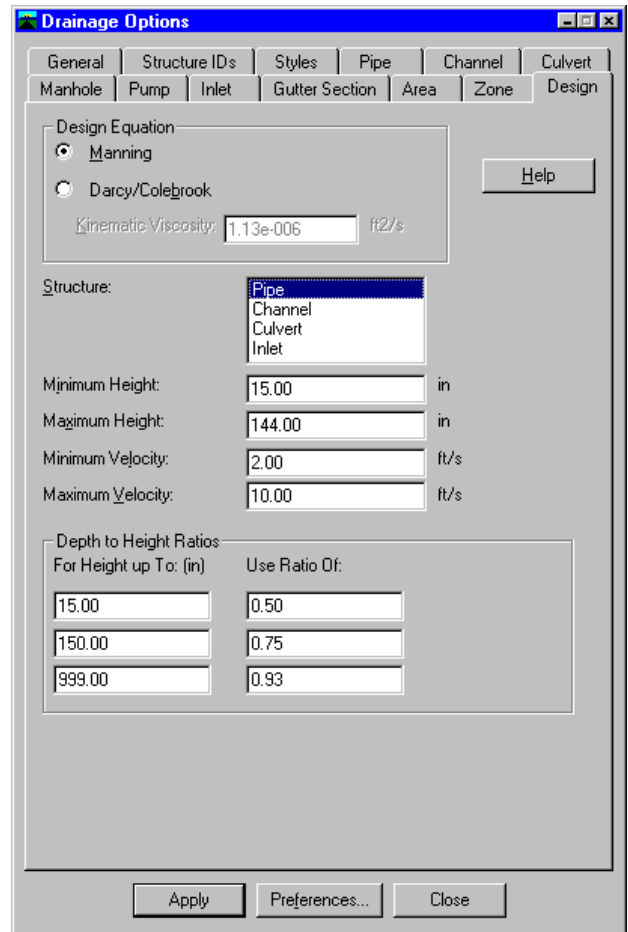 Drainage Options
General Structure IDs Styles Pipe Channel Culvert
Manhole Pump Inlet Gutter Section Area Zone Design
Design Equation
Manning
Help
Darcy/Colebrook
Kinematic Viscosity: 1.13e-006 ft2/s
Structure: Pipe
Channel
Culvert
Inlet
Minimum Height: 15.00 in
Maximum Height: 144.00 in
Minimum Velocity: 2.00 ft/s
Maximum Velocity: 10.00 ft/s
Depth to Height Ratios
For Height up To: (in) Use Ratio Of:
15.00 0.50
150.00 0.75
999.00 0.93
Apply Preferences... Close